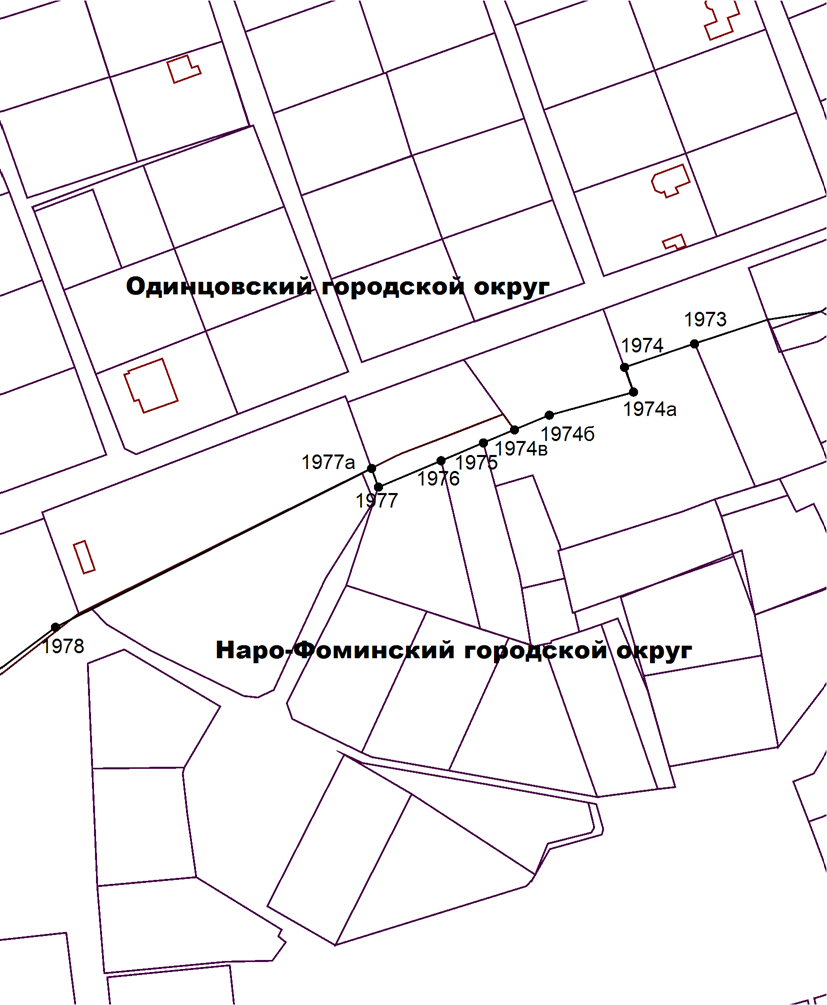 Одинцовский городской округ
1973
1974
1974а
1974б
1974в
1975
1976
1977а
1977
1978
Наро-Фоминский городской округ